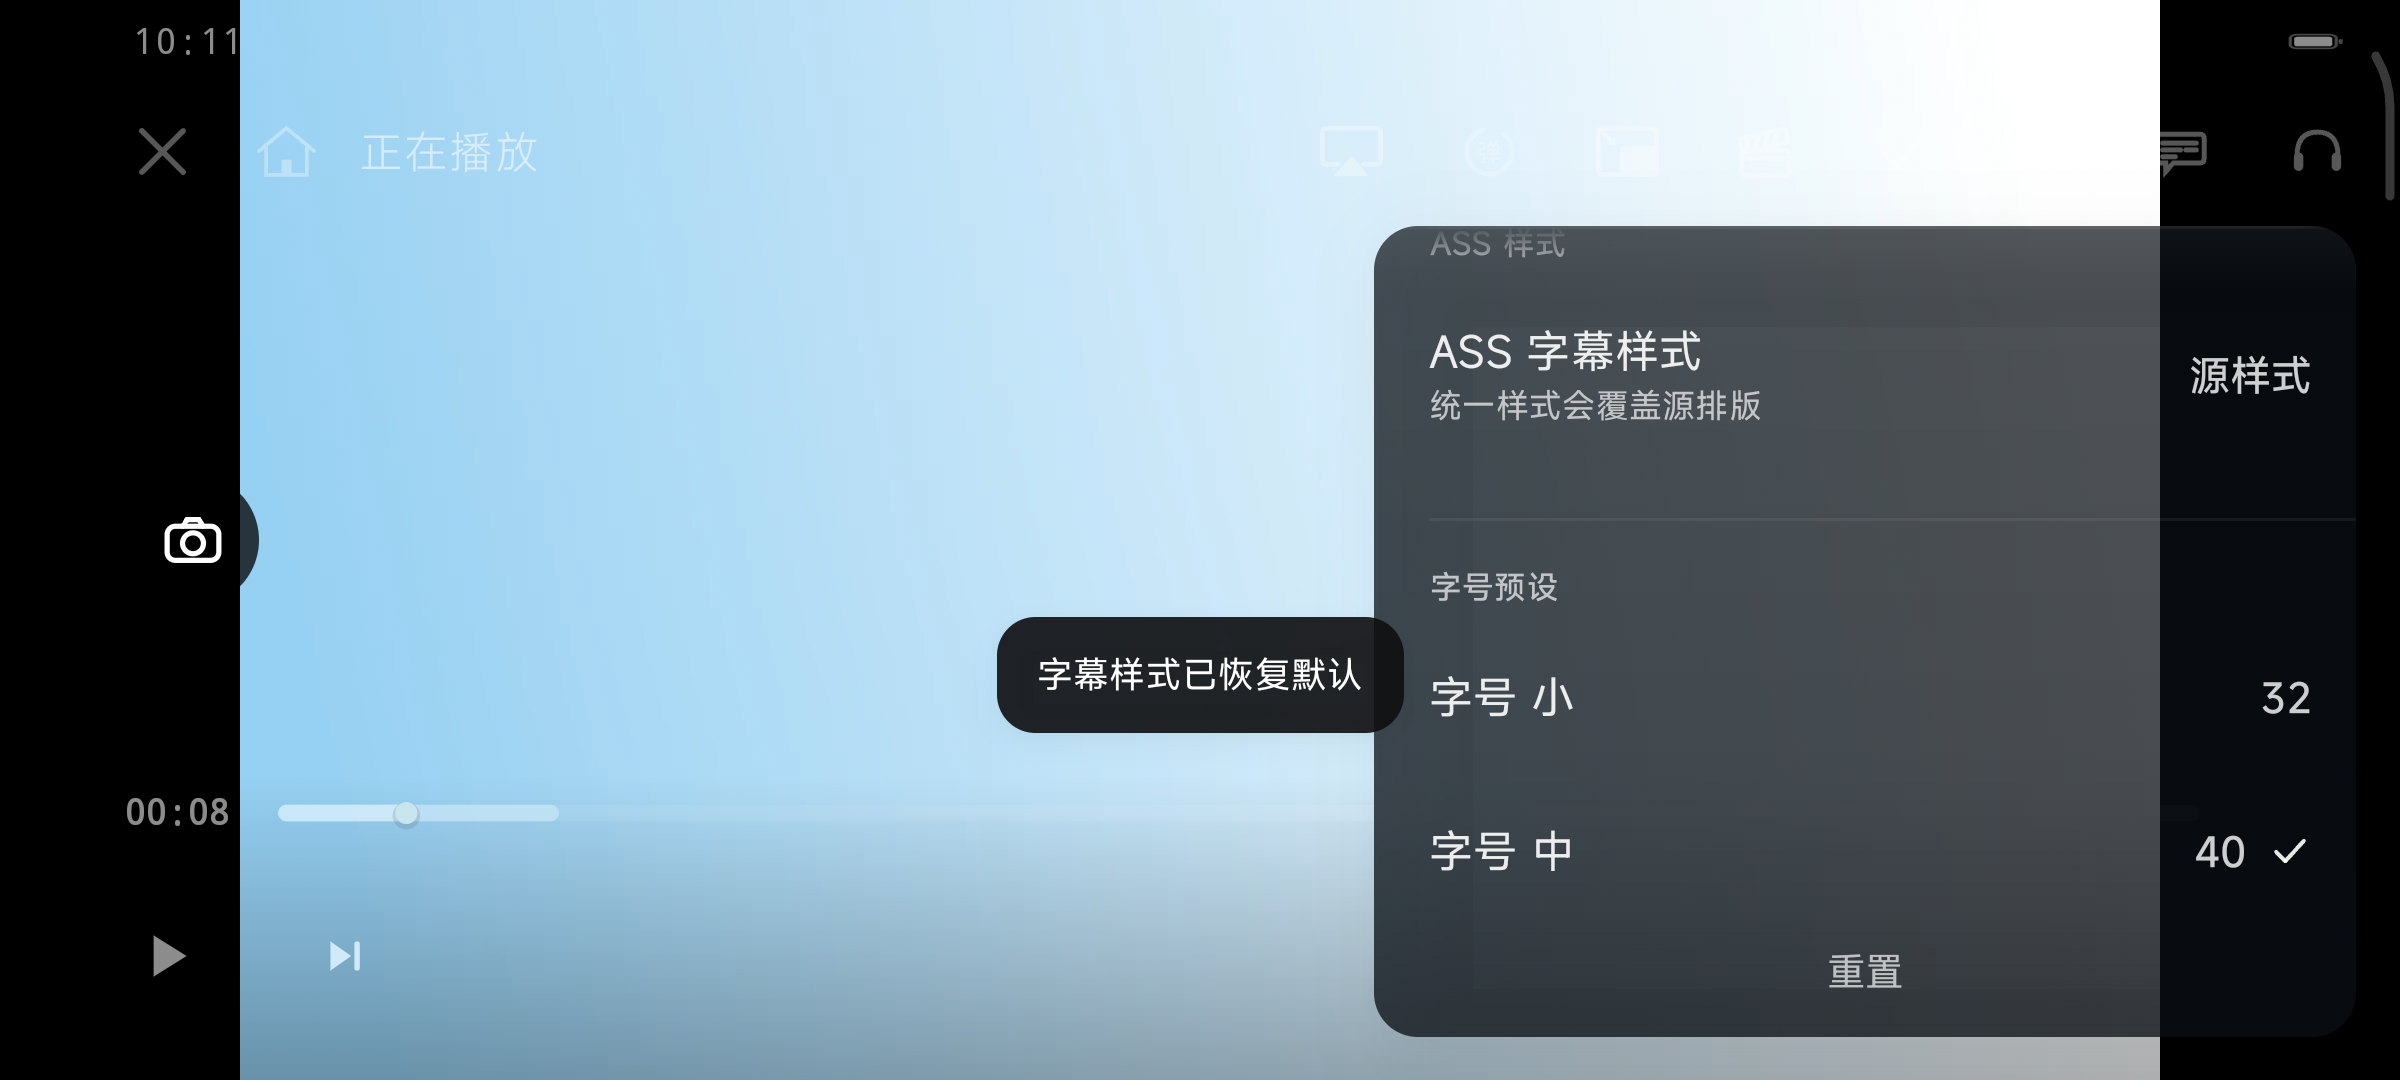 10:11
正在播放
弹
ASS 样式
ASS 字幕样式
源样式
统一样式会覆盖源排版
字号预设
字幕样式已恢复默认
字号 小
32
00:08
字号 中
40
重置